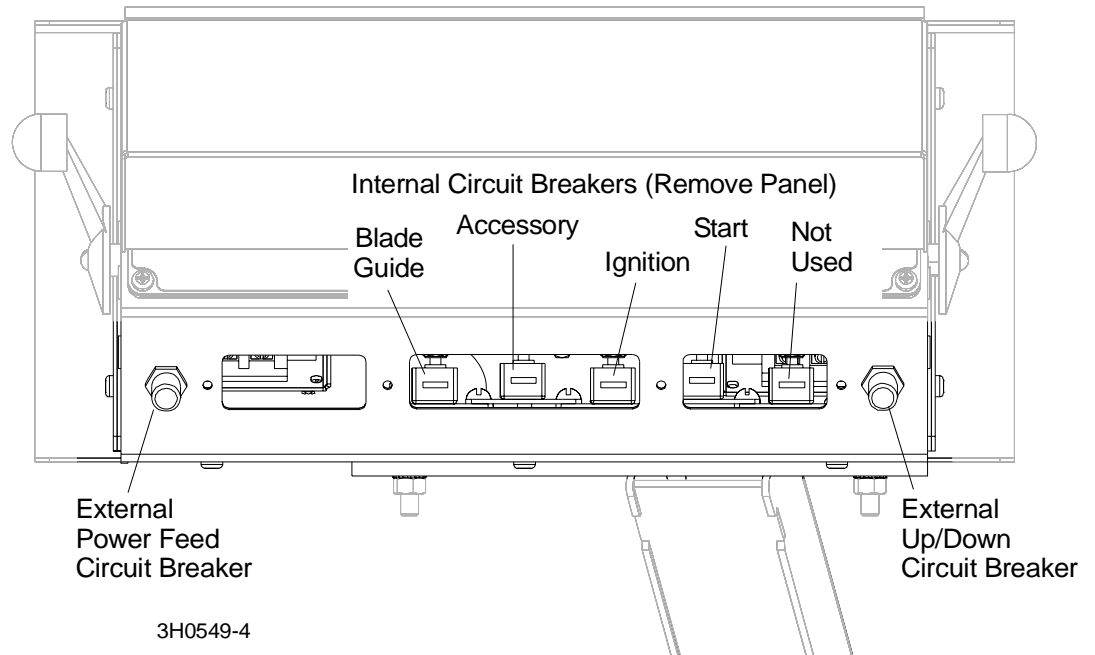 Internal Circuit Breakers (Remove Panel)
Blade
Guide
Accessory
Ignition
Start
Not
Used
External
Power Feed
Circuit Breaker
External
Up/Down
Circuit Breaker
3H0549-4